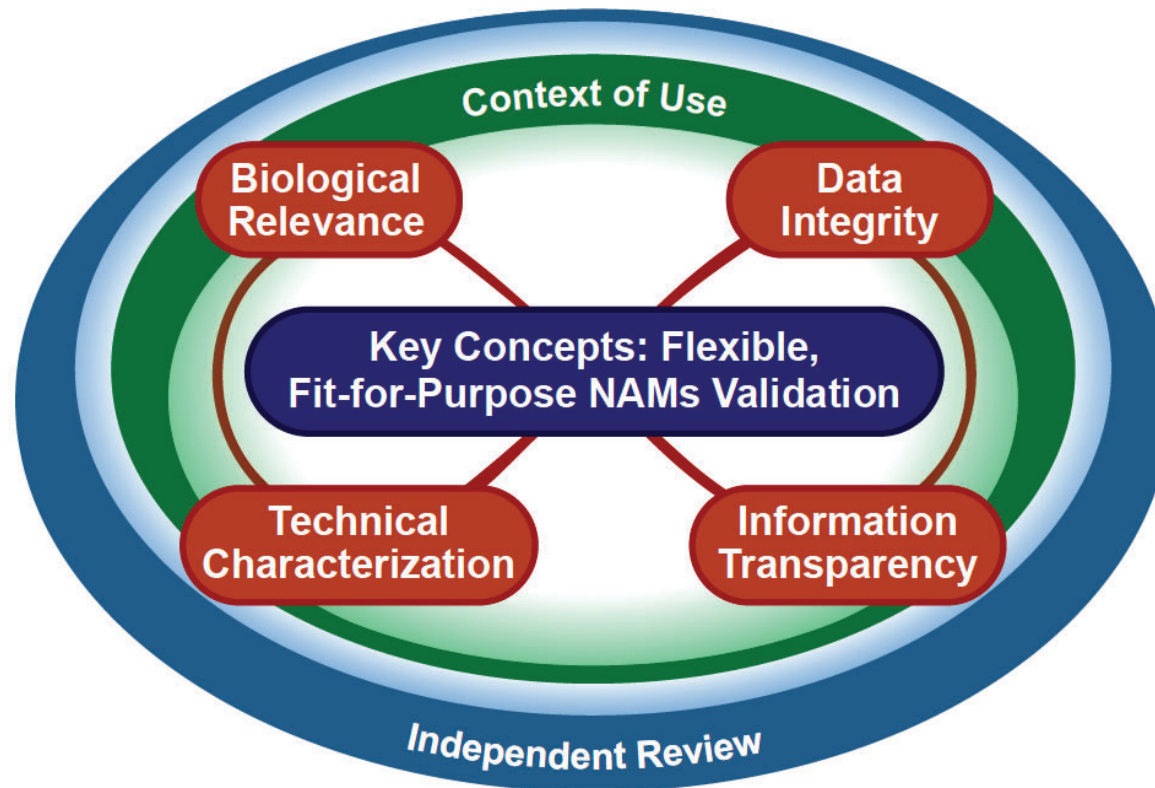 Context of Use
Biological
Relevance
Data
Integrity
Key Concepts: Flexible,
Fit-for-Purpose NAMs Validation
Technical
Characterization
Information
Transparency
Independent Review